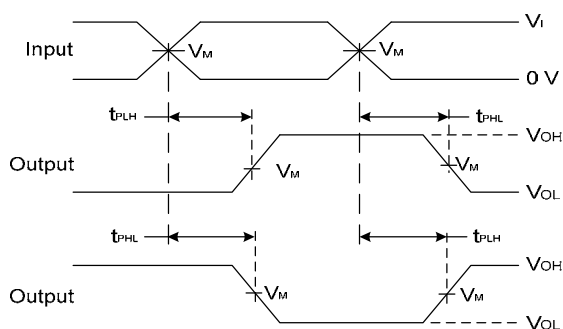 Input VM VM VI
0 V
tPLH tPHL
Output VM VM VOH
VOL
tPHL tPLH
Output VM VM VOH
VOL